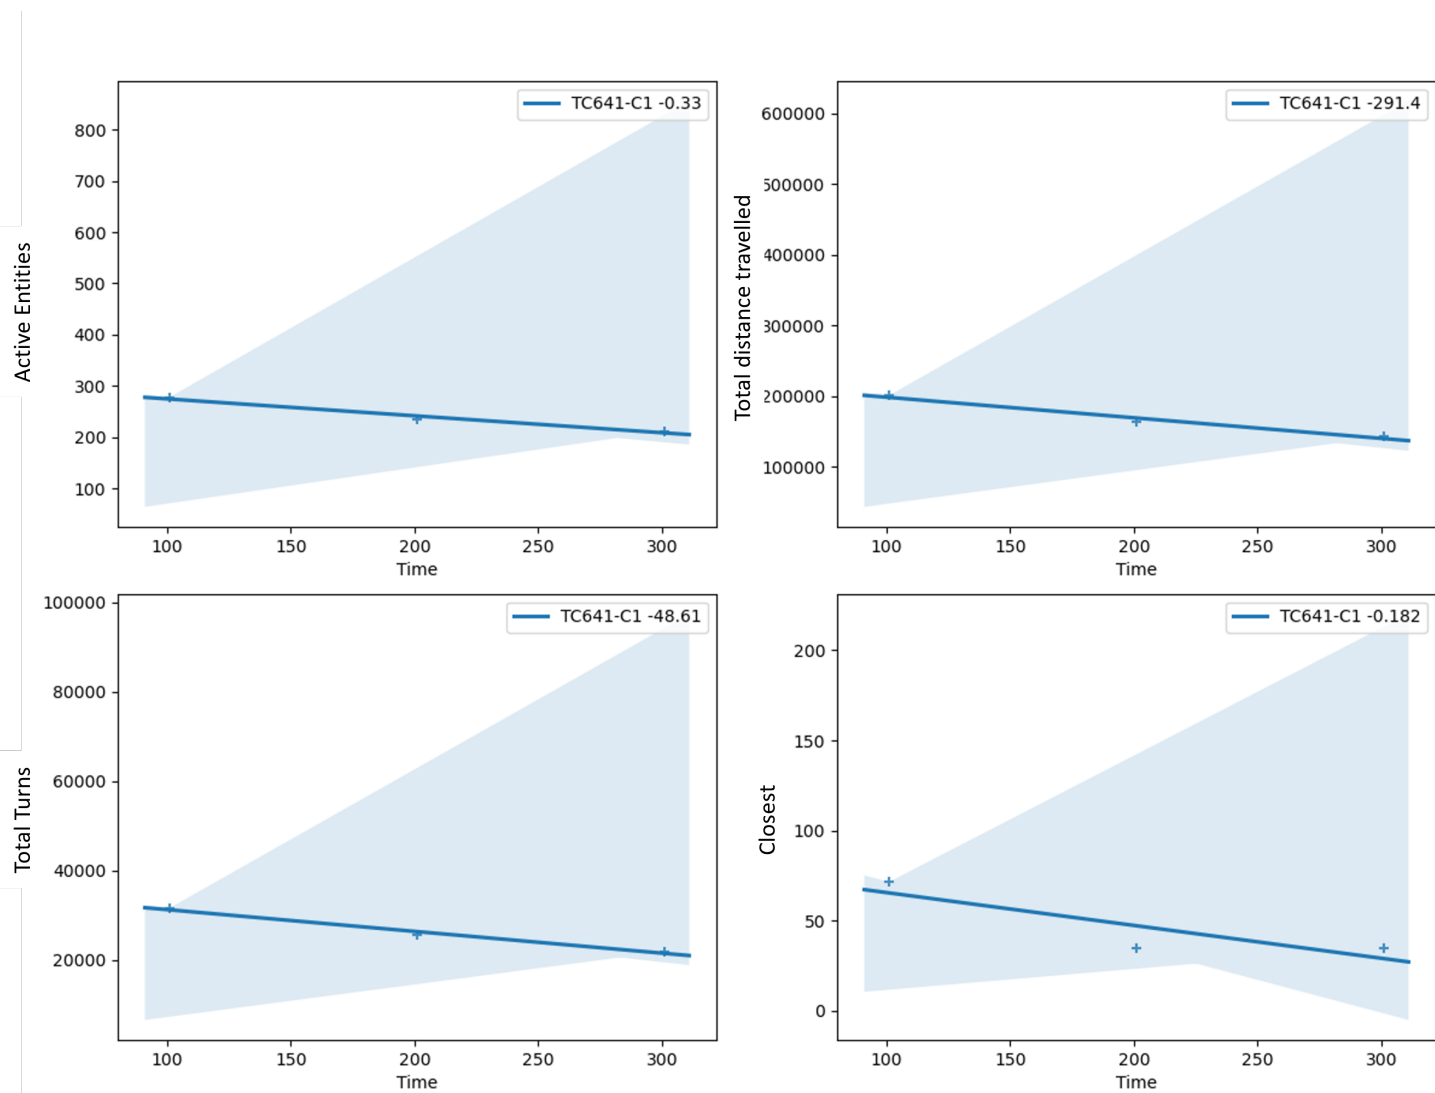 TC641-C1 -0.33
800
700
600
500
400
300
200
100
Active Entities
100 150 200 250 300
Time
TC641-C1 -291.4
600000
500000
400000
300000
200000
100000
Total distance travelled
100 150 200 250 300
Time
TC641-C1 -48.61
100000
80000
60000
40000
20000
Total Turns
100 150 200 250 300
Time
TC641-C1 -0.182
200
150
100
50
0
Closest
100 150 200 250 300
Time